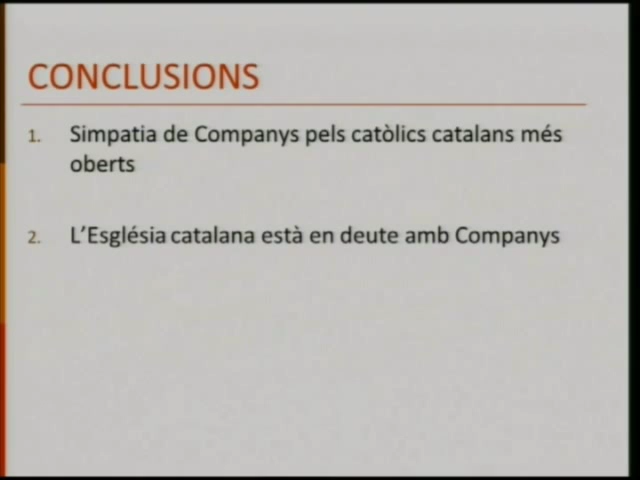 CONCLUSIONS
1. Simpatia de Companys pels catòlics catalans més
oberts
2. L'Església catalana està en deute amb Companys